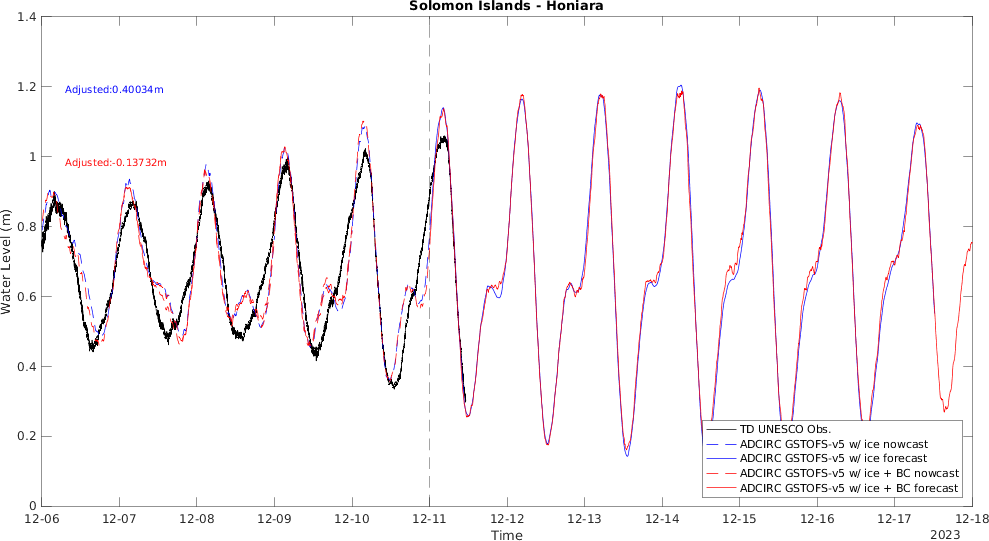 Solomon Islands - Honiara
1.4
1.2
1
0.8
0.6
0.4
0.2
0
Water Level (m)
Adjusted:0.40034m
Adjusted:-0.13732m
TD UNESCO Obs.
ADCIRC GSTOFS-v5 w/ ice nowcast
ADCIRC GSTOFS-v5 w/ ice forecast
ADCIRC GSTOFS-v5 w/ ice + BC nowcast
ADCIRC GSTOFS-v5 w/ ice + BC forecast
12-06 12-07 12-08 12-09 12-10 12-11 12-12 12-13 12-14 12-15 12-16 12-17 12-18
Time
2023